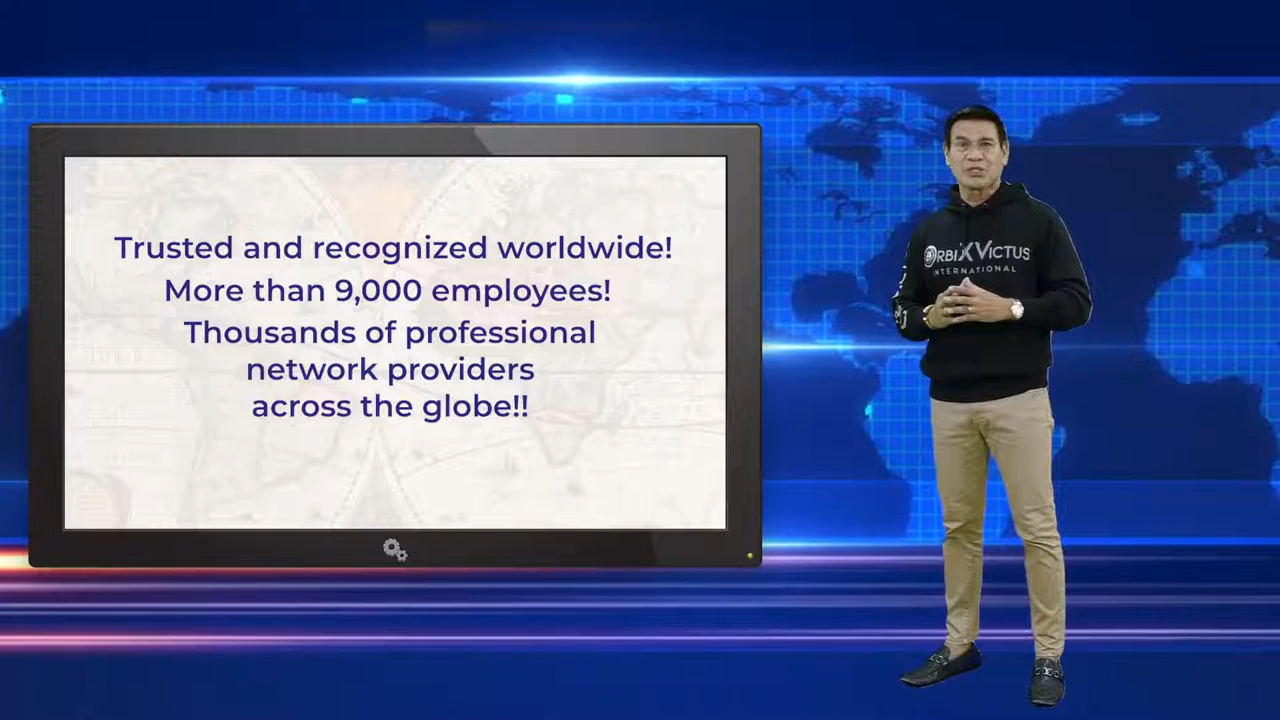 Trusted and recognized worldwide!
More than 9,000 employees!
Thousands of professional
network providers
across the globe!!
ORBIXVICTUS
INTERNATIONAL